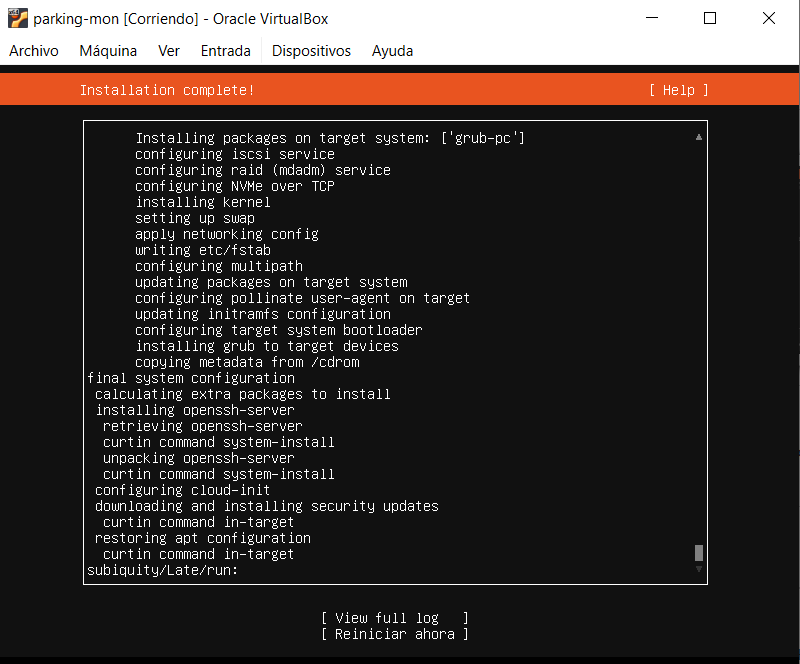 parking-mon [Corriendo] - Oracle VirtualBox
Archivo Máquina Ver Entrada Dispositivos Ayuda
Installation complete! [ Help ]
Installing packages on target system: ['grub-pc']
configuring iscsi service
configuring raid (mdadm) service
configuring NVMe over TCP
installing kernel
setting up swap
apply networking config
writing etc/fstab
configuring multipath
updating packages on target system
configuring pollinate user-agent on target
updating initramfs configuration
configuring target system bootloader
installing grub to target devices
copying metadata from /cdrom
final system configuration
calculating extra packages to install
installing openssh-server
retrieving openssh-server
curtin command system-install
unpacking openssh-server
curtin command system-install
configuring cloud-init
downloading and installing security updates
curtin command in-target
restoring apt configuration
curtin command in-target
subiquity/Late/run:
[ View full log ]
[ Reiniciar ahora ]